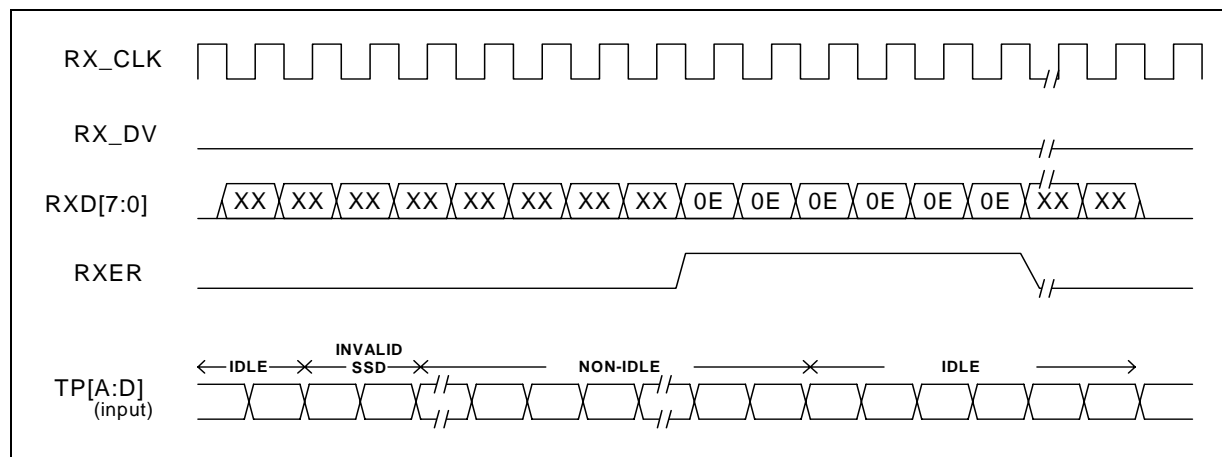 RX_CLK
RX_DV
RXD[7:0]
XX XX XX XX XX XX XX XX 0E 0E 0E 0E 0E 0E XX XX
RXER
IDLE INVALID SSD NON-IDLE IDLE
TP[A:D]
(input)